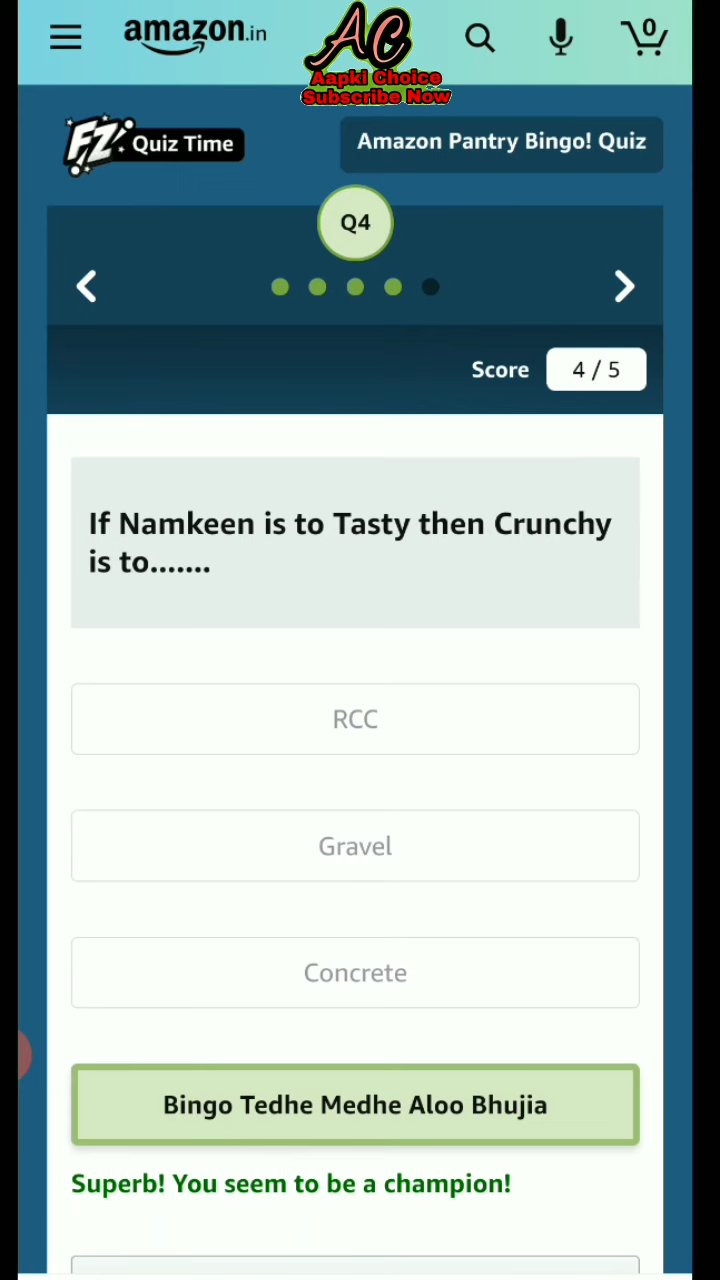 amazon.in
AC
0
Aapki Choice
Subscribe Now
FZ Quiz Time
Amazon Pantry Bingo! Quiz
Q4
Score 4 / 5
If Namkeen is to Tasty then Crunchy
is to.......
RCC
Gravel
Concrete
Bingo Tedhe Medhe Aloo Bhujia
Superb! You seem to be a champion!